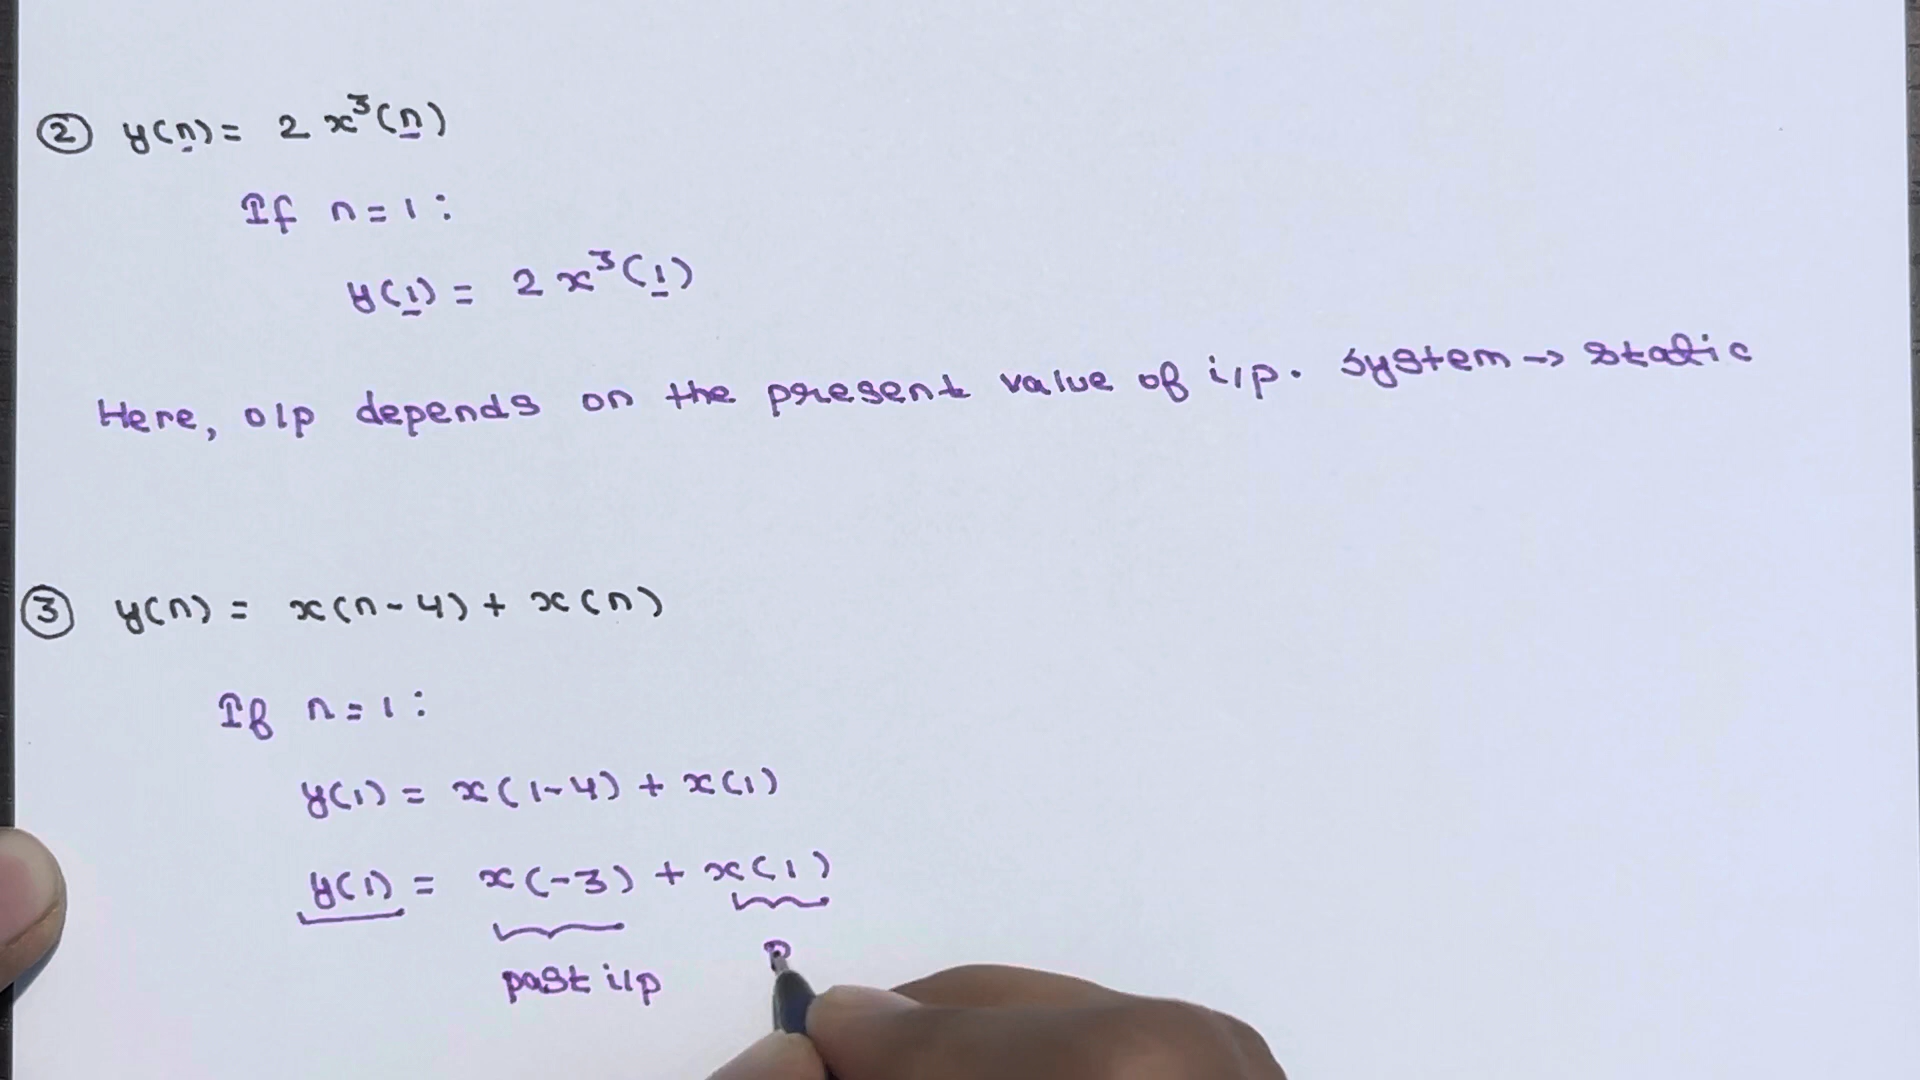 ② y(n) = 2x³(n)
If n=1:
y(1) = 2x³(1)
Here, o/p depends on the present value of i/p. System → static
③ y(n) = x(n-4) + x(n)
If n=1:
y(1) = x(1-4) + x(1)
y(1) = x(-3) + x(1)
past i/p p